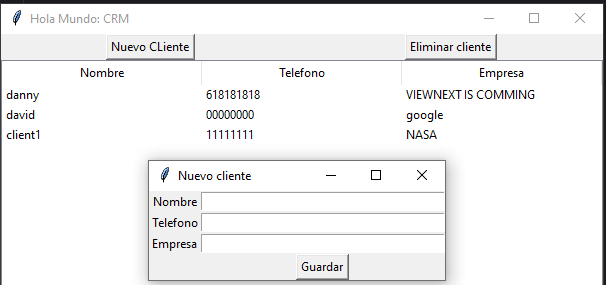 Hola Mundo: CRM
Nuevo CLiente Eliminar cliente
Nombre Telefono Empresa
danny 618181818 VIEWNEXT IS COMMING
david 00000000 google
client1 11111111 NASA
Nuevo cliente
Nombre
Telefono
Empresa
Guardar